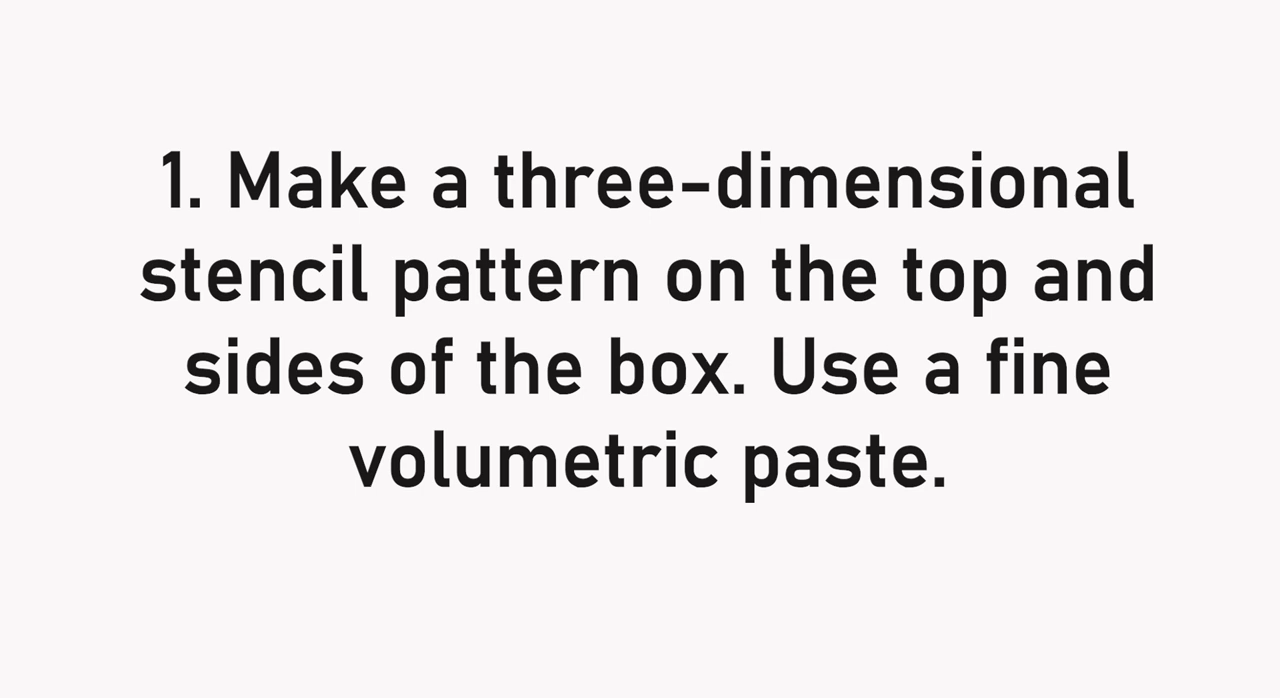 1. Make a three-dimensional
stencil pattern on the top and
sides of the box. Use a fine
volumetric paste.